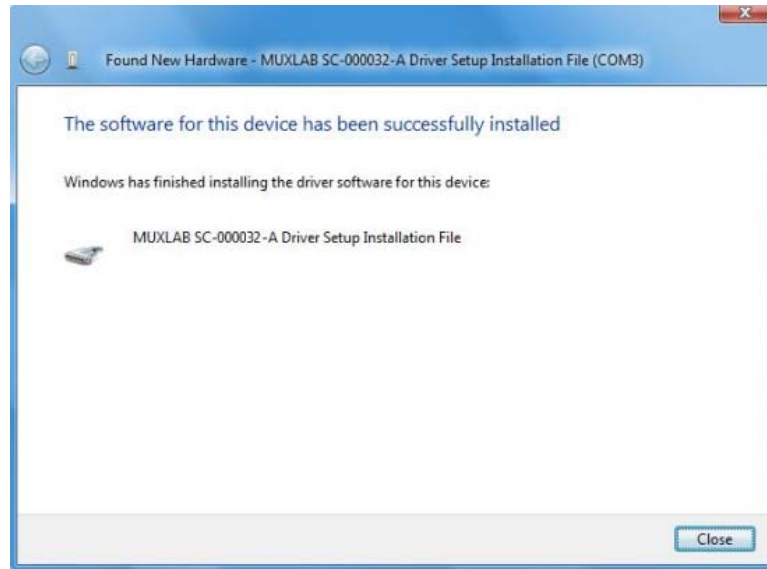 Found New Hardware - MUXLAB SC-000032-A Driver Setup Installation File (COM3)
The software for this device has been successfully installed
Windows has finished installing the driver software for this device:
MUXLAB SC-000032-A Driver Setup Installation File
Close